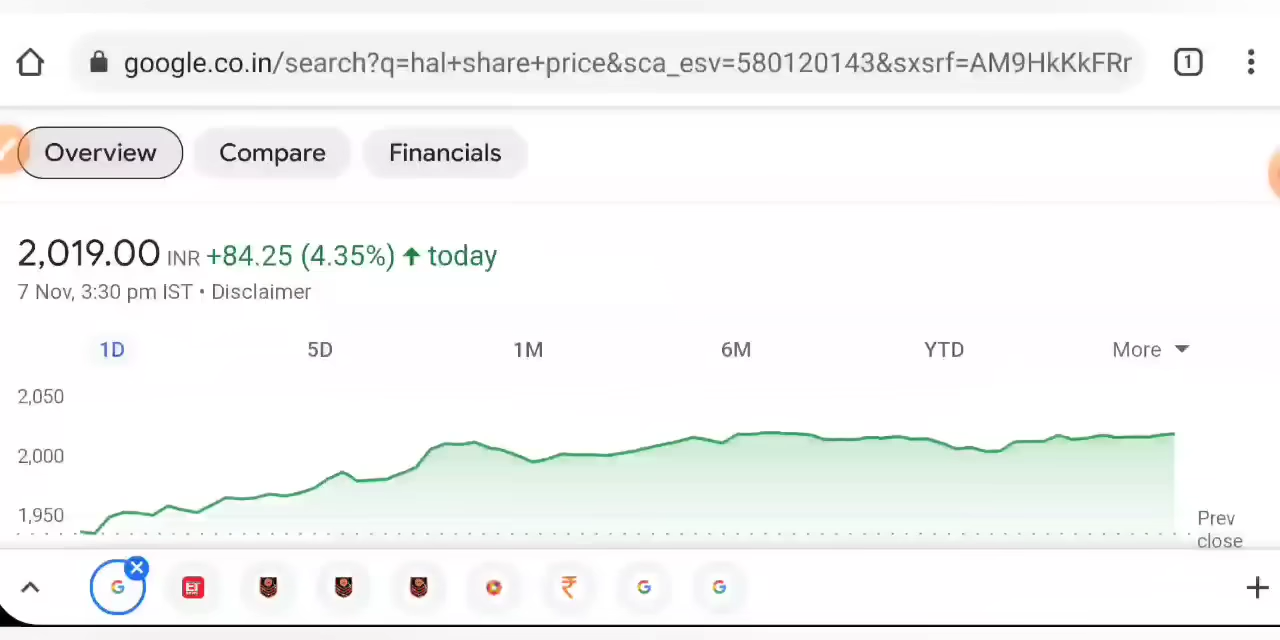 google.co.in/search?q=hal+share+price&sca_esv=580120143&sxsrf=AM9HkKkFRr
1
Overview
Compare
Financials
2,019.00 INR +84.25 (4.35%) ↑ today
7 Nov, 3:30 pm IST • Disclaimer
1D
5D
1M
6M
YTD
More
2,050
2,000
1,950
Prev
close
G
ET
₹
G
G